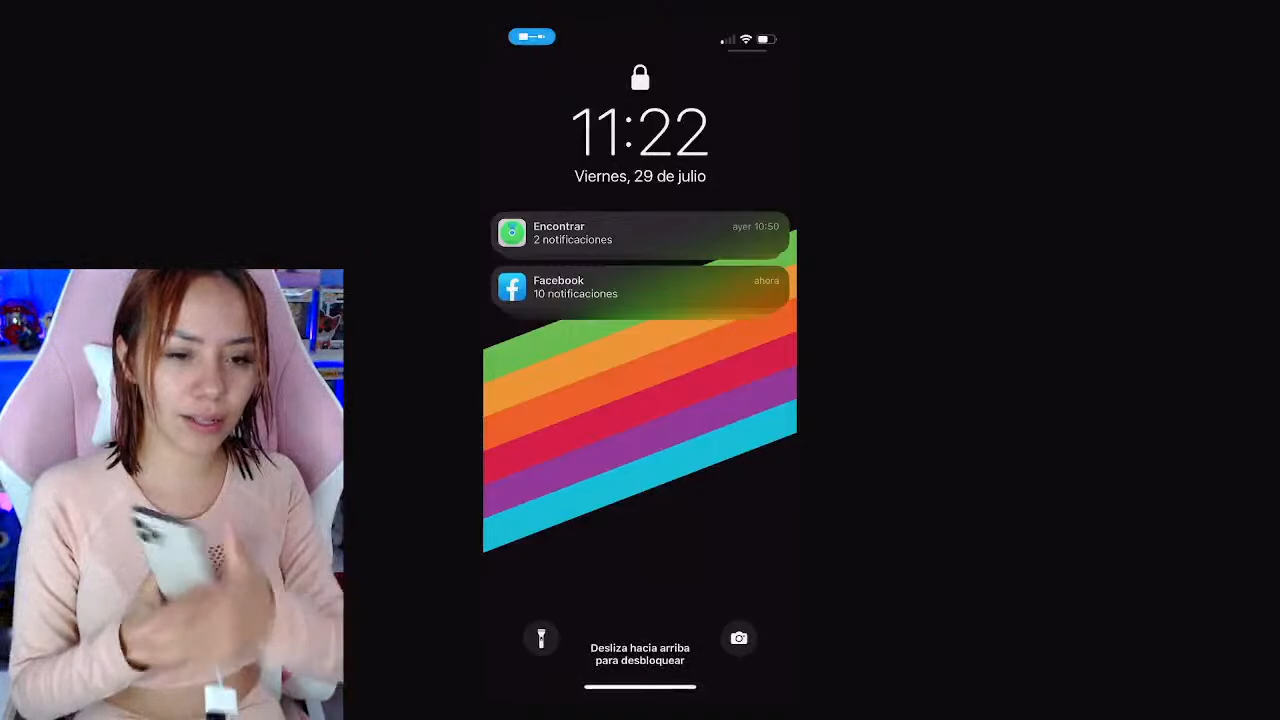 11:22
Viernes, 29 de julio
Encontrar
ayer 10:50
2 notificaciones
Facebook
ahora
10 notificaciones
Desliza hacia arriba
para desbloquear